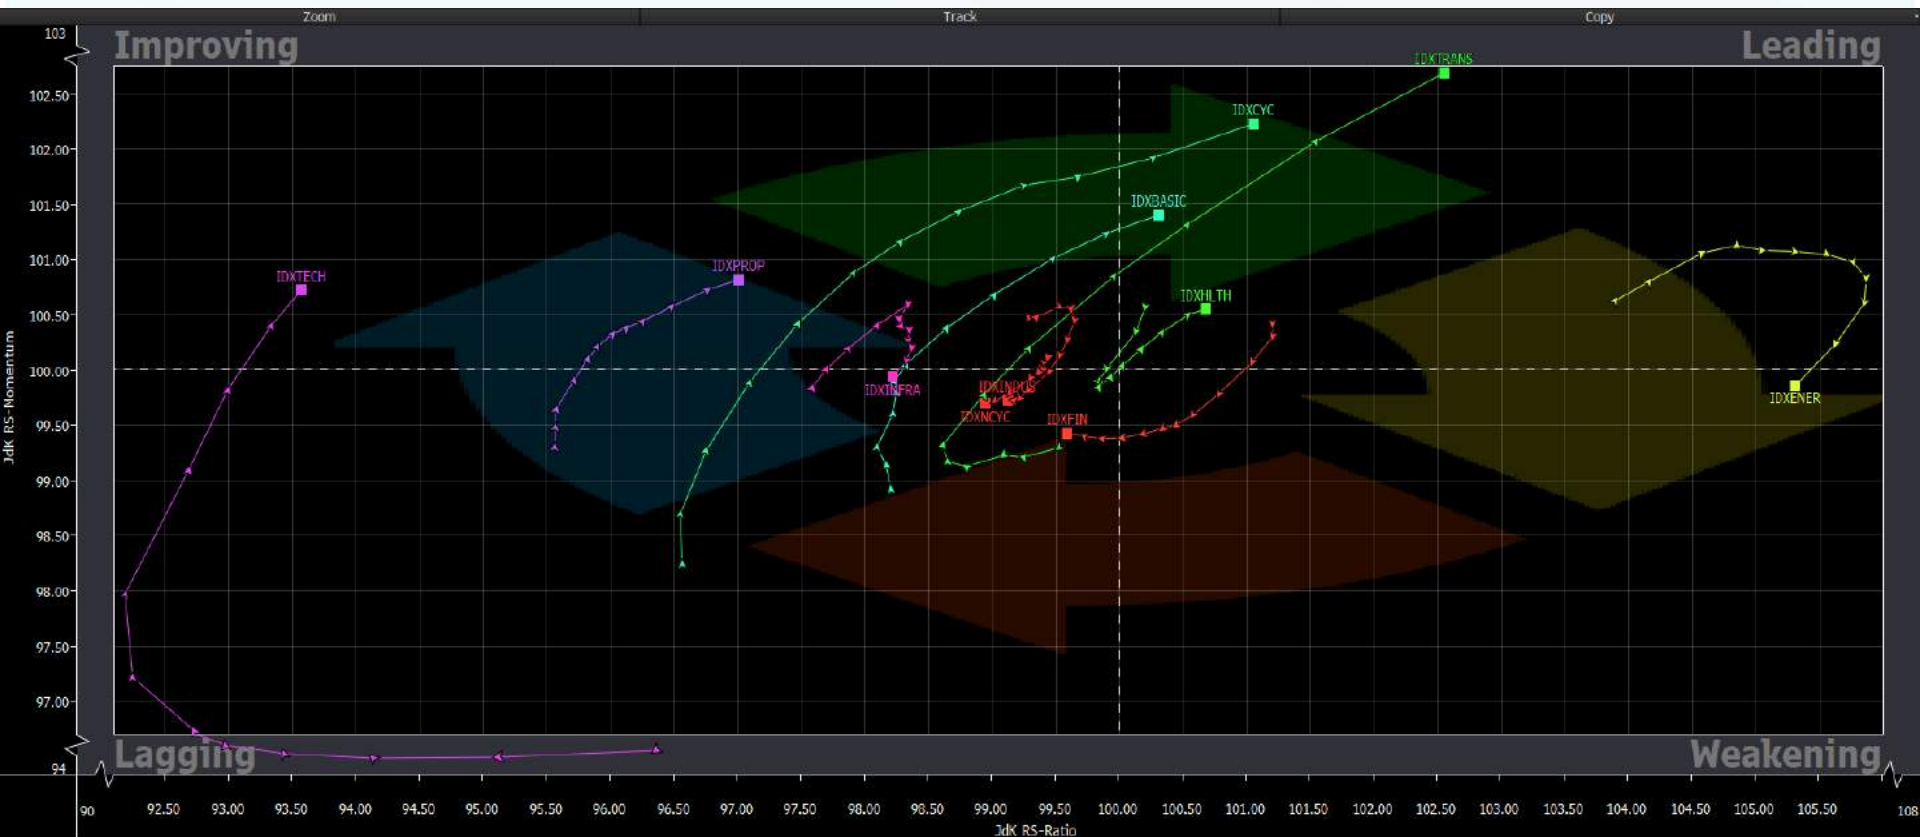 Zoom Track Copy
Improving
Leading
103
102.50
102.00
101.50
101.00
100.50
100.00
99.50
99.00
98.50
98.00
97.50
97.00
94
JdK RS-Momentum
IDXTRANS
IDXCYC
IDXBASIC
IDXPROP
IDXTECH
IDXHLTH
IDXINFRA
IDXINDUS
IDXNCYC
IDXFIN
IDXENER
Lagging
Weakening
90 92.50 93.00 93.50 94.00 94.50 95.00 95.50 96.00 96.50 97.00 97.50 98.00 98.50 99.00 99.50 100.00 100.50 101.00 101.50 102.00 102.50 103.00 103.50 104.00 104.50 105.00 105.50 108
JdK RS-Ratio